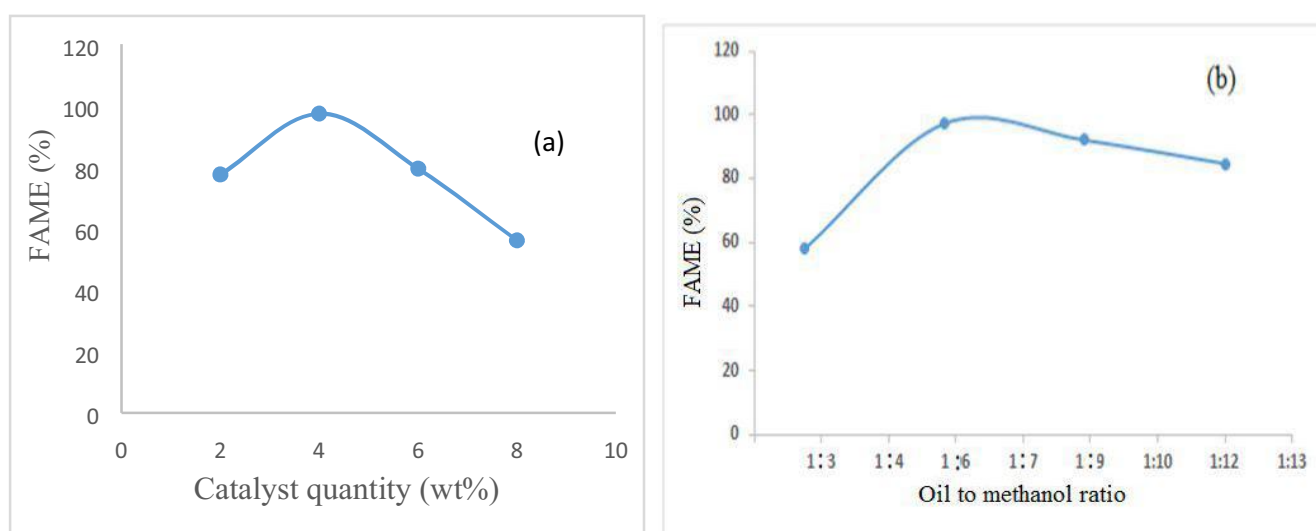 120
100
80
60
40
20
0
FAME (%)
(a)
0 2 4 6 8 10
Catalyst quantity (wt%)
120
100
80
60
40
20
0
FAME (%)
(b)
1:3 1:4 1:6 1:7 1:9 1:10 1:12 1:13
Oil to methanol ratio